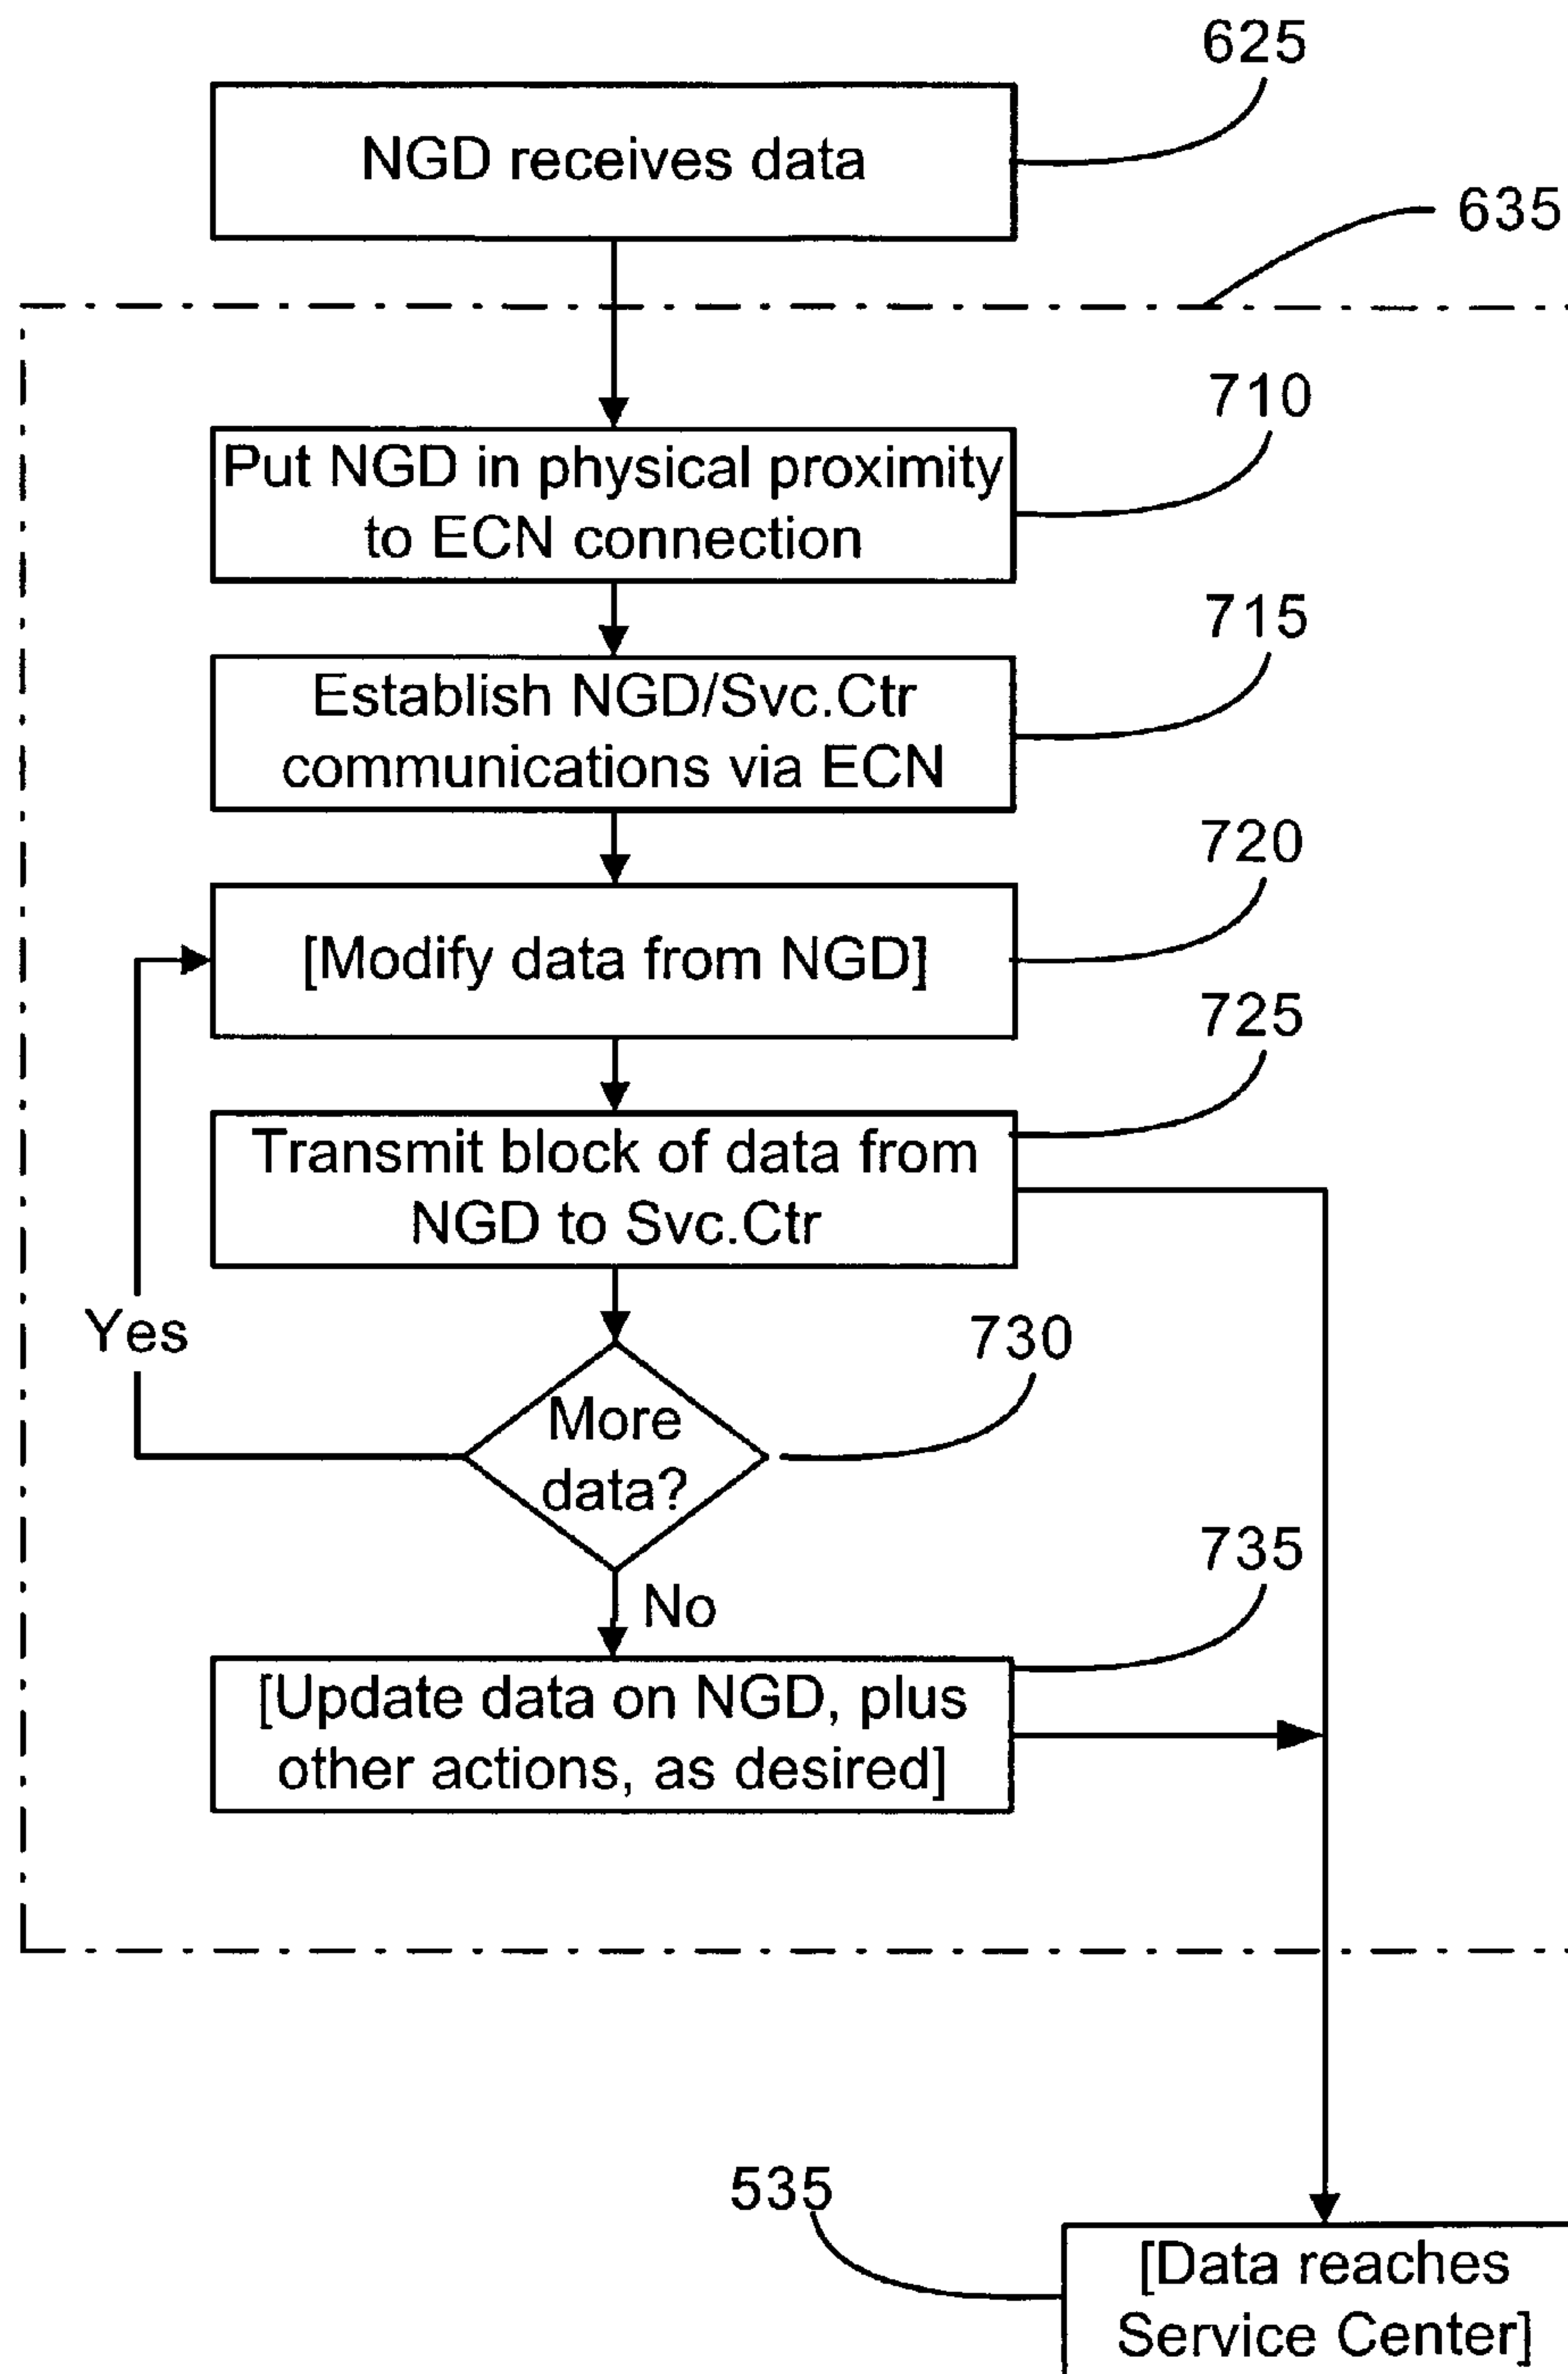 625
NGD receives data
635
710
Put NGD in physical proximity
to ECN connection
715
Establish NGD/Svc.Ctr
communications via ECN
720
[Modify data from NGD]
725
Transmit block of data from
NGD to Svc.Ctr
Yes
730
More
data?
735
No
[Update data on NGD, plus
other actions, as desired]
535
[Data reaches
Service Center]